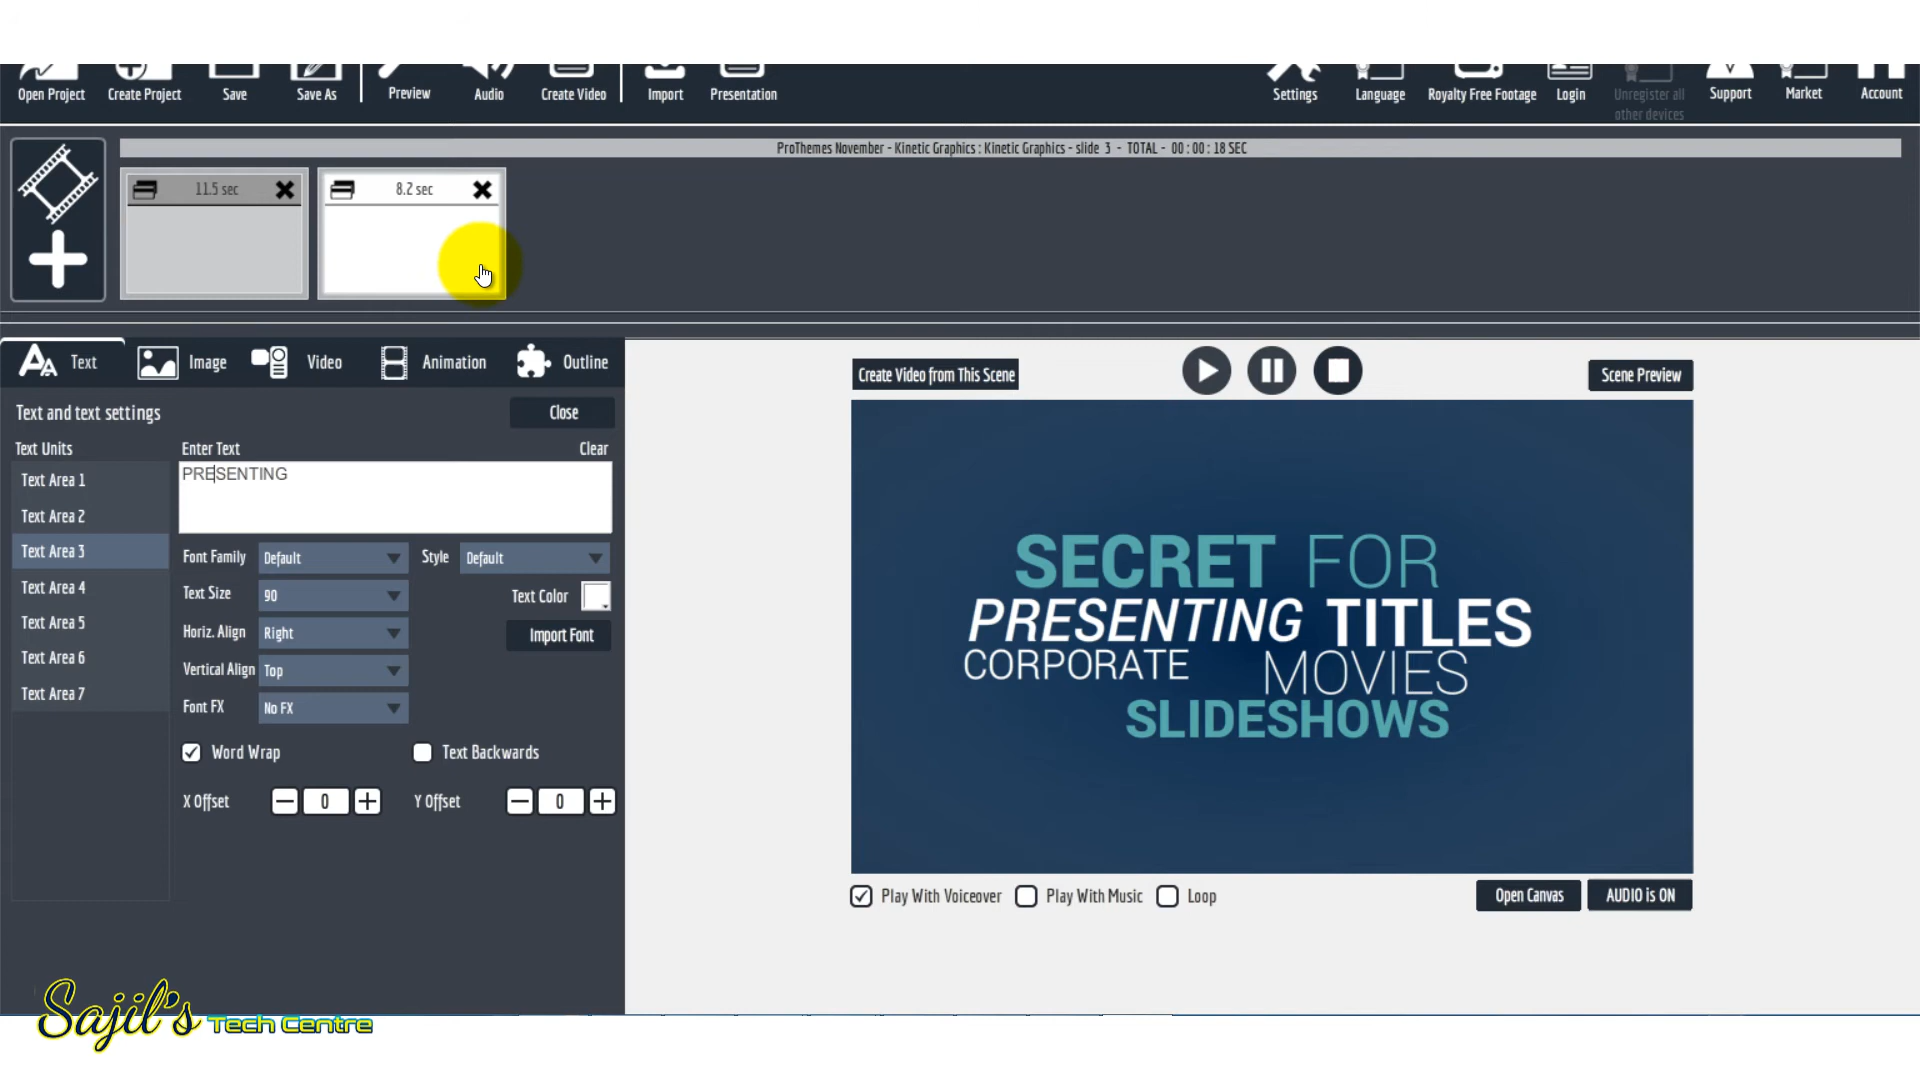 Open Project Create Project Save Save As Preview Audio Create Video Import Presentation Settings Language Royalty Free Footage Login Unregister all other devices Support Market Account
ProThemes November - Kinetic Graphics : Kinetic Graphics - slide 3 - TOTAL - 00 : 00 : 18 SEC
11.5 sec 8.2 sec
Text Image Video Animation Outline
Create Video from This Scene
Scene Preview
Text and text settings Close
Text Units Enter Text Clear
PRESENTING
Text Area 1
Text Area 2
Text Area 3
Text Area 4
Text Area 5
Text Area 6
Text Area 7
Font Family Default Style Default
Text Size 90 Text Color
Horiz. Align Right Import Font
Vertical Align Top
Font FX No FX
Word Wrap Text Backwards
X Offset 0 Y Offset 0
SECRET FOR
PRESENTING TITLES
CORPORATE MOVIES
SLIDESHOWS
Play With Voiceover Play With Music Loop Open Canvas AUDIO is ON
Sajil's Tech Centre